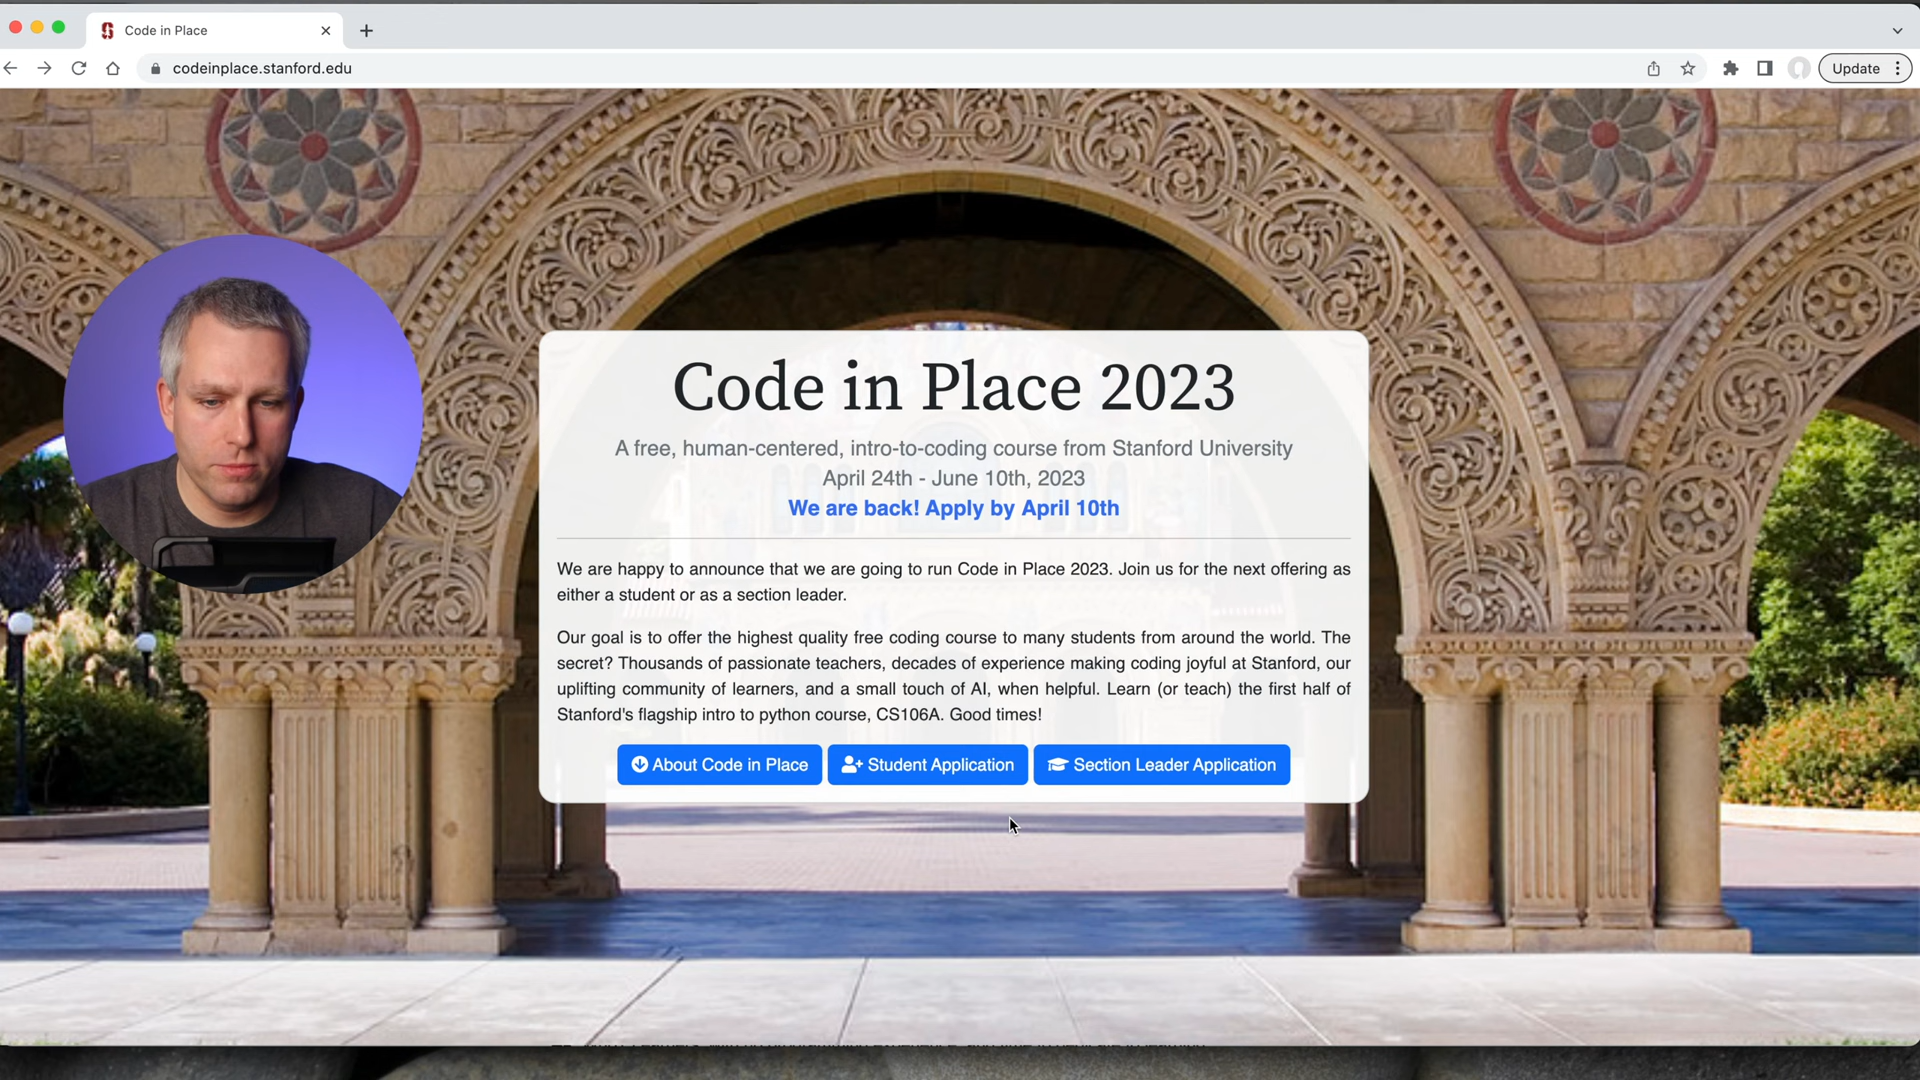 Code in Place
codeinplace.stanford.edu
Update
Code in Place 2023
A free, human-centered, intro-to-coding course from Stanford University
April 24th - June 10th, 2023
We are back! Apply by April 10th
We are happy to announce that we are going to run Code in Place 2023. Join us for the next offering as
either a student or as a section leader.
Our goal is to offer the highest quality free coding course to many students from around the world. The
secret? Thousands of passionate teachers, decades of experience making coding joyful at Stanford, our
uplifting community of learners, and a small touch of AI, when helpful. Learn (or teach) the first half of
Stanford's flagship intro to python course, CS106A. Good times!
About Code in Place
Student Application
Section Leader Application